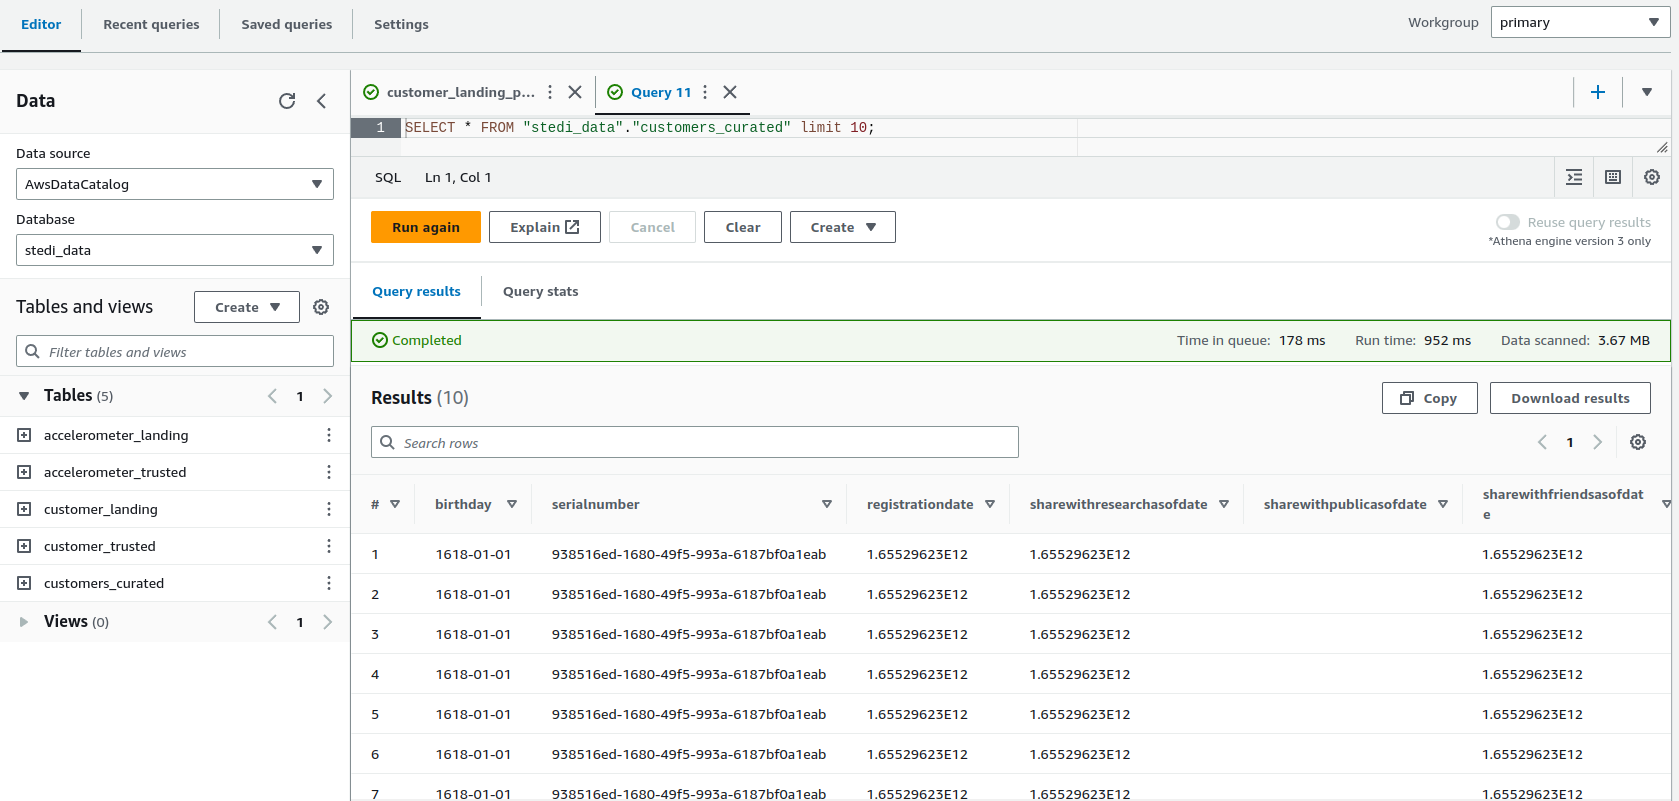 Editor Recent queries Saved queries Settings Workgroup primary
Data
Data source
AwsDataCatalog
Database
stedi_data
Tables and views Create
Filter tables and views
Tables (5) 1
accelerometer_landing
accelerometer_trusted
customer_landing
customer_trusted
customers_curated
Views (0) 1
customer_landing_p... Query 11
1 SELECT * FROM "stedi_data"."customers_curated" limit 10;
SQL Ln 1, Col 1
Run again Explain Cancel Clear Create Reuse query results
*Athena engine version 3 only
Query results Query stats
Completed Time in queue: 178 ms Run time: 952 ms Data scanned: 3.67 MB
Results (10) Copy Download results
Search rows 1
# birthday serialnumber registrationdate sharewithresearchasofdate sharewithpublicasofdate sharewithfriendsasofdat
e
1 1618-01-01 938516ed-1680-49f5-993a-6187bf0a1eab 1.65529623E12 1.65529623E12 1.65529623E12
2 1618-01-01 938516ed-1680-49f5-993a-6187bf0a1eab 1.65529623E12 1.65529623E12 1.65529623E12
3 1618-01-01 938516ed-1680-49f5-993a-6187bf0a1eab 1.65529623E12 1.65529623E12 1.65529623E12
4 1618-01-01 938516ed-1680-49f5-993a-6187bf0a1eab 1.65529623E12 1.65529623E12 1.65529623E12
5 1618-01-01 938516ed-1680-49f5-993a-6187bf0a1eab 1.65529623E12 1.65529623E12 1.65529623E12
6 1618-01-01 938516ed-1680-49f5-993a-6187bf0a1eab 1.65529623E12 1.65529623E12 1.65529623E12
7 1618-01-01 938516ed-1680-49f5-993a-6187bf0a1eab 1.65529623E12 1.65529623E12 1.65529623E12